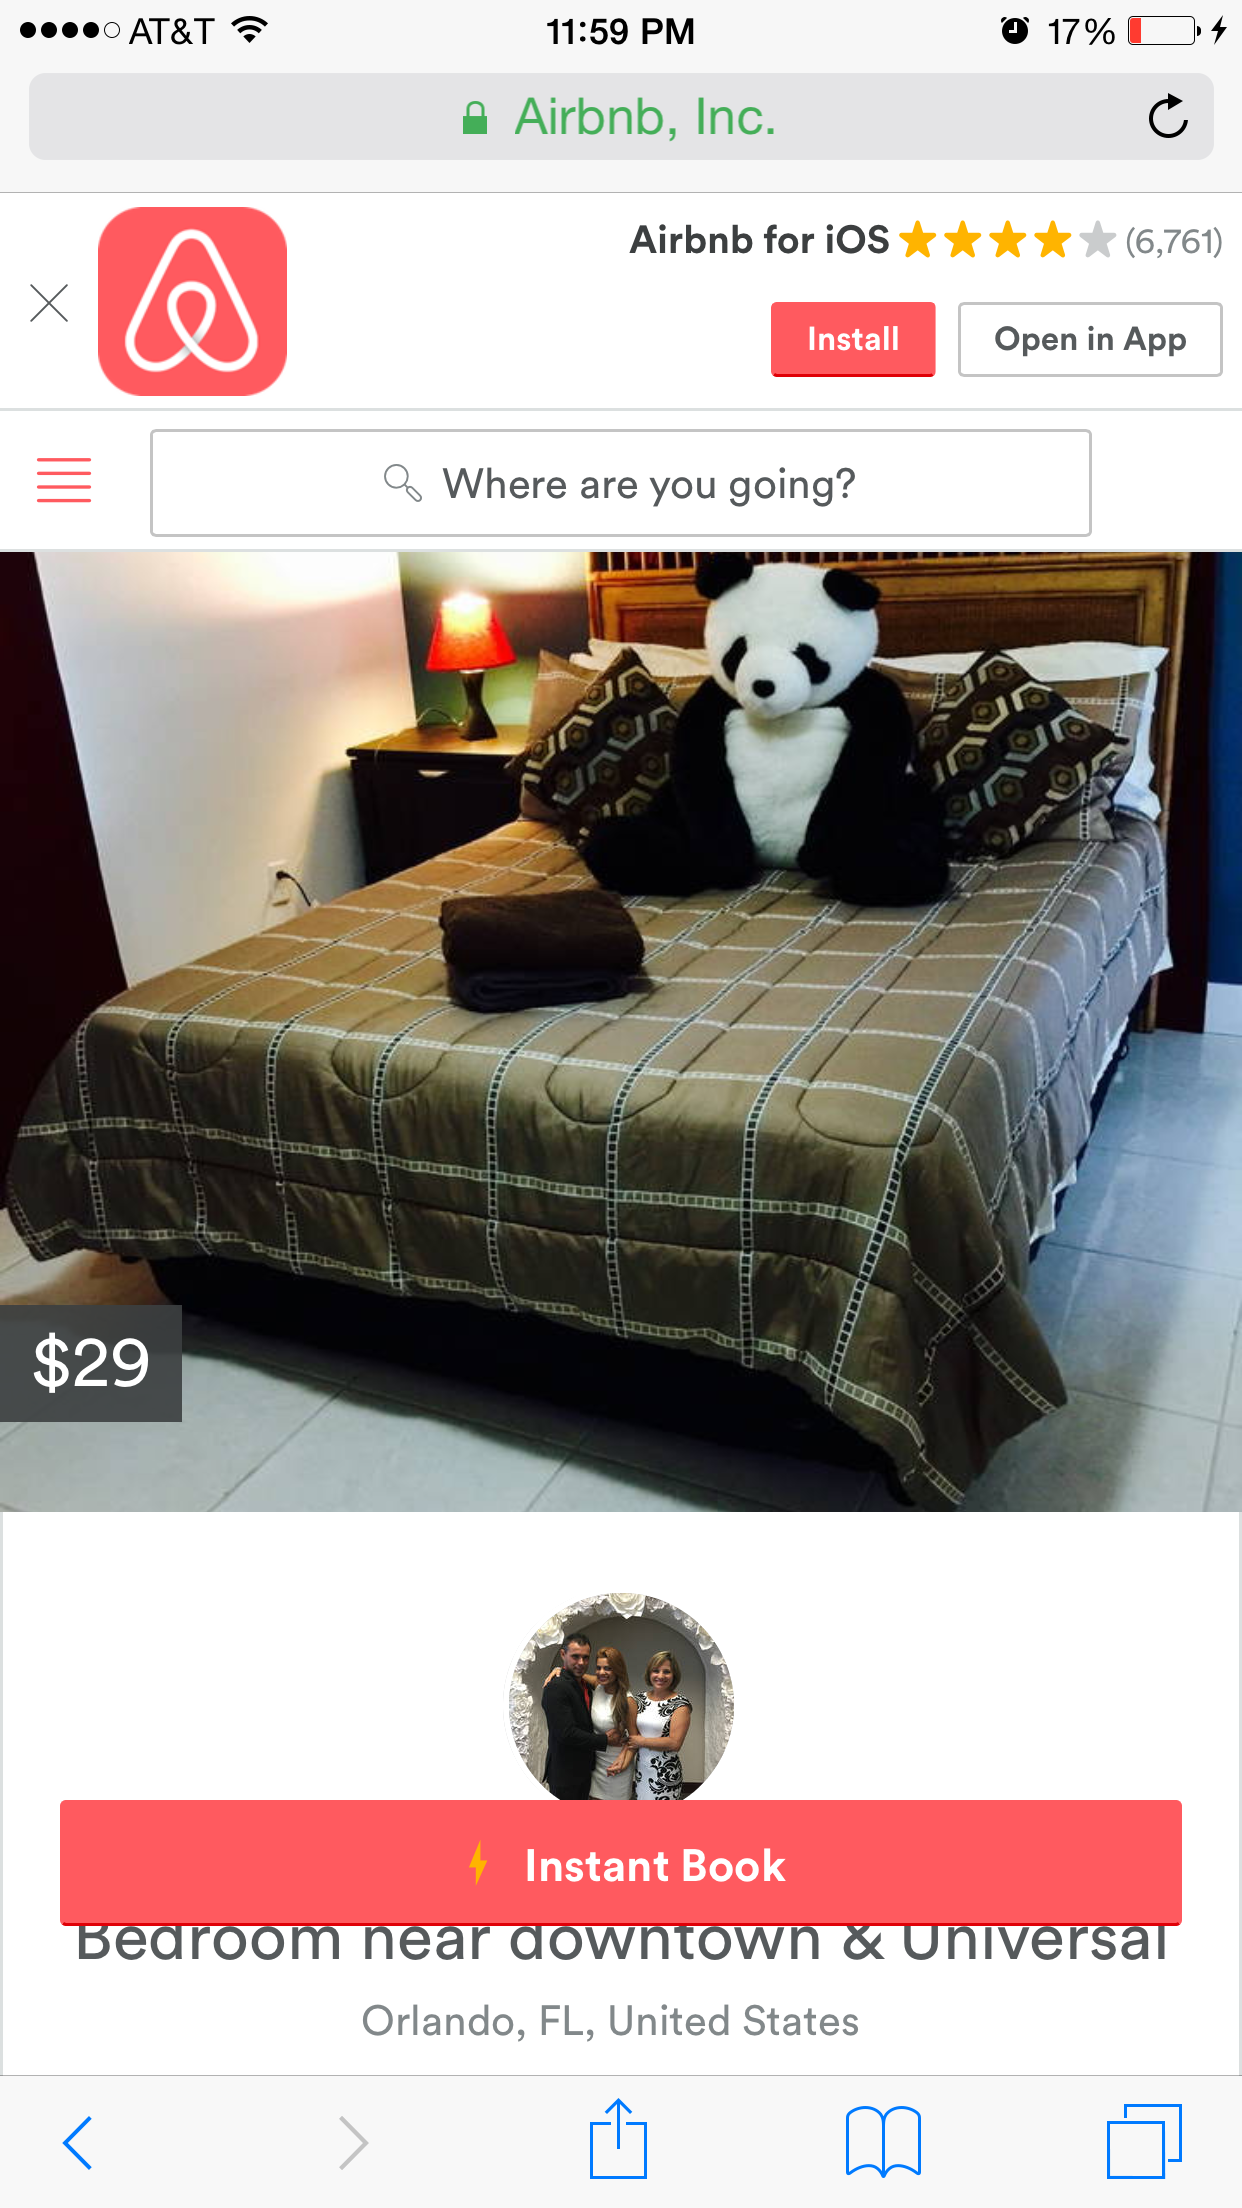 AT&T 11:59 PM 17%
Airbnb, Inc.
Airbnb for iOS (6,761)
Install Open in App
Where are you going?
$29
Instant Book
Bedroom near downtown & Universal
Orlando, FL, United States